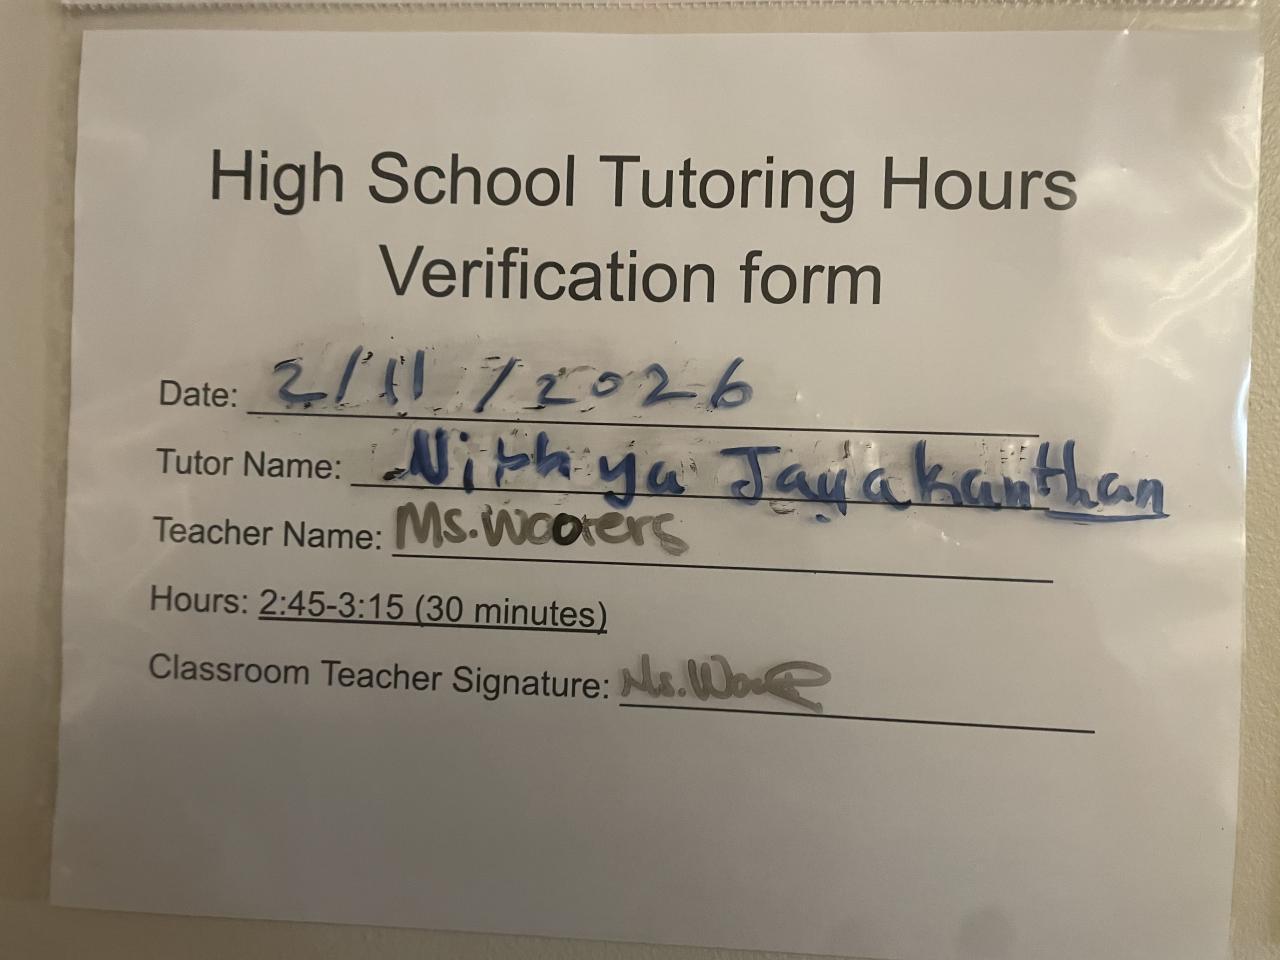 High School Tutoring Hours
Verification form
Date: 2/11/2026
Tutor Name: Nithya Jayakanthan
Teacher Name: Ms. Wooters
Hours: 2:45-3:15 (30 minutes)
Classroom Teacher Signature: Ms.